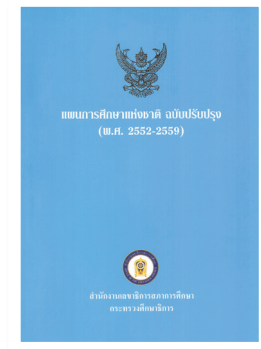 แผนการศึกษาแห่งชาติ ฉบับปรับปรุง
(พ.ศ. 2552-2559)
สำนักงานเลขาธิการสภาการศึกษา
กระทรวงศึกษาธิการ